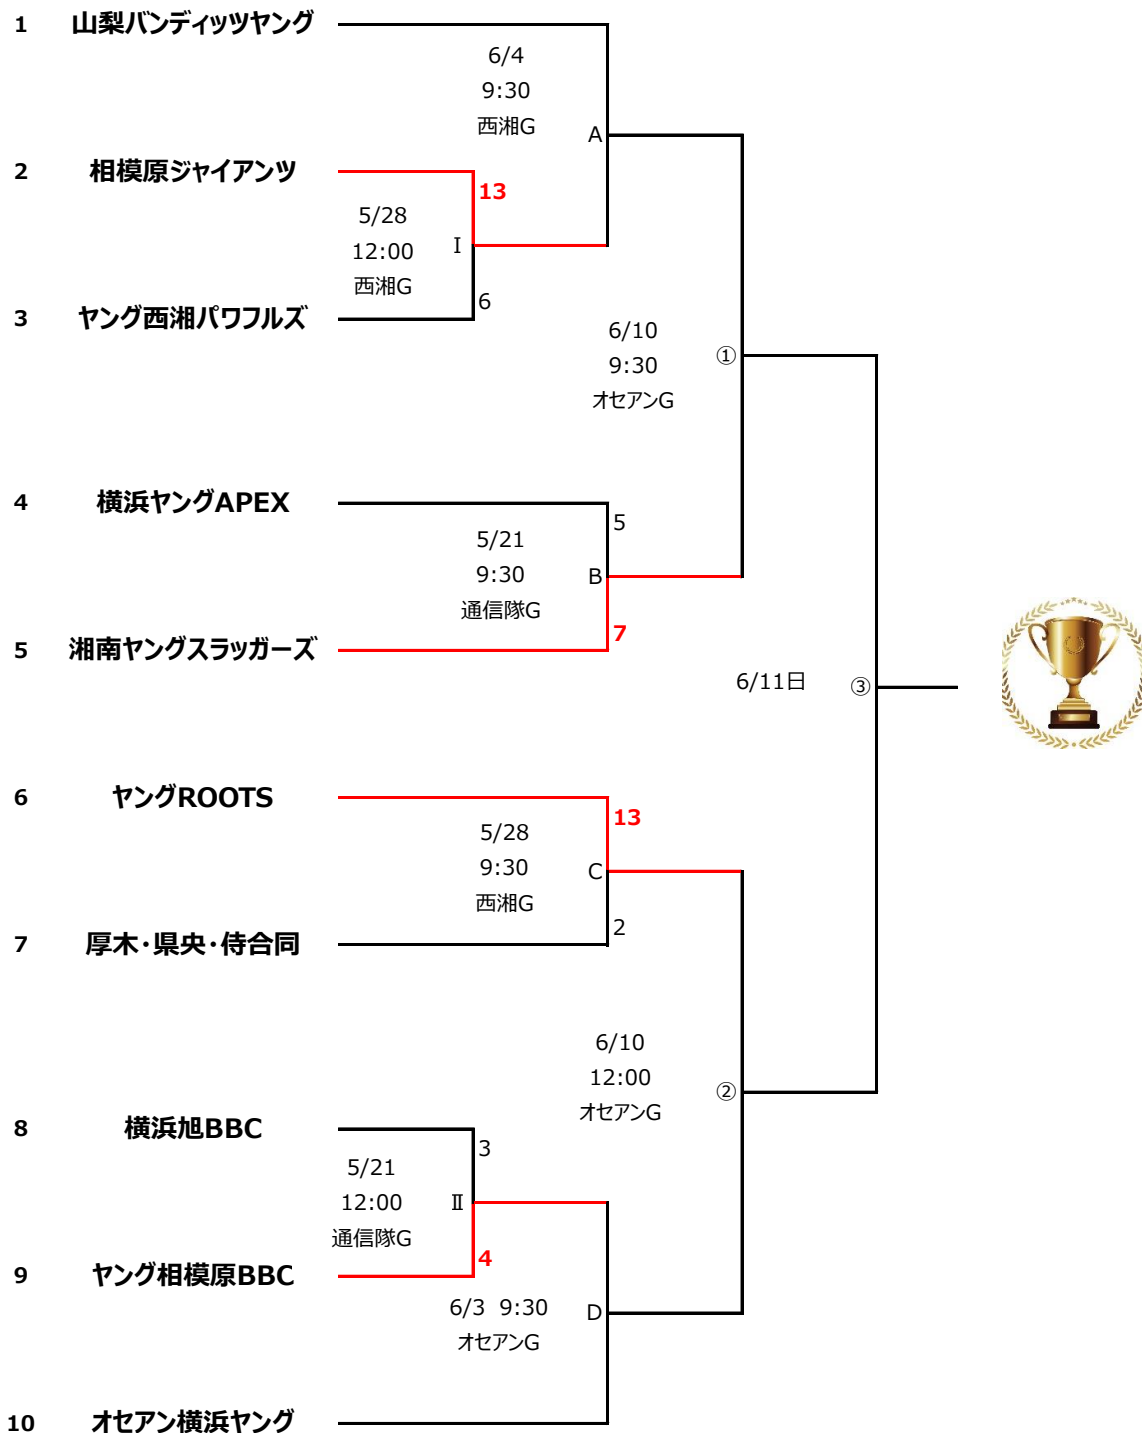 1 山梨バンディッツヤング
6/4
9:30
西湘G
A
2 相模原ジャイアンツ
13
5/28
12:00
西湘G
Ⅰ
6
3 ヤング西湘パワフルズ
6/10
9:30
オセアンG
①
4 横浜ヤングAPEX
5
5/21
9:30
通信隊G
B
7
5 湘南ヤングスラッガーズ
6/11日
③
6 ヤングROOTS
13
5/28
9:30
西湘G
C
2
7 厚木・県央・侍合同
6/10
12:00
オセアンG
②
8 横浜旭BBC
3
5/21
12:00
通信隊G
Ⅱ
4
9 ヤング相模原BBC
6/3 9:30
オセアンG
D
10 オセアン横浜ヤング